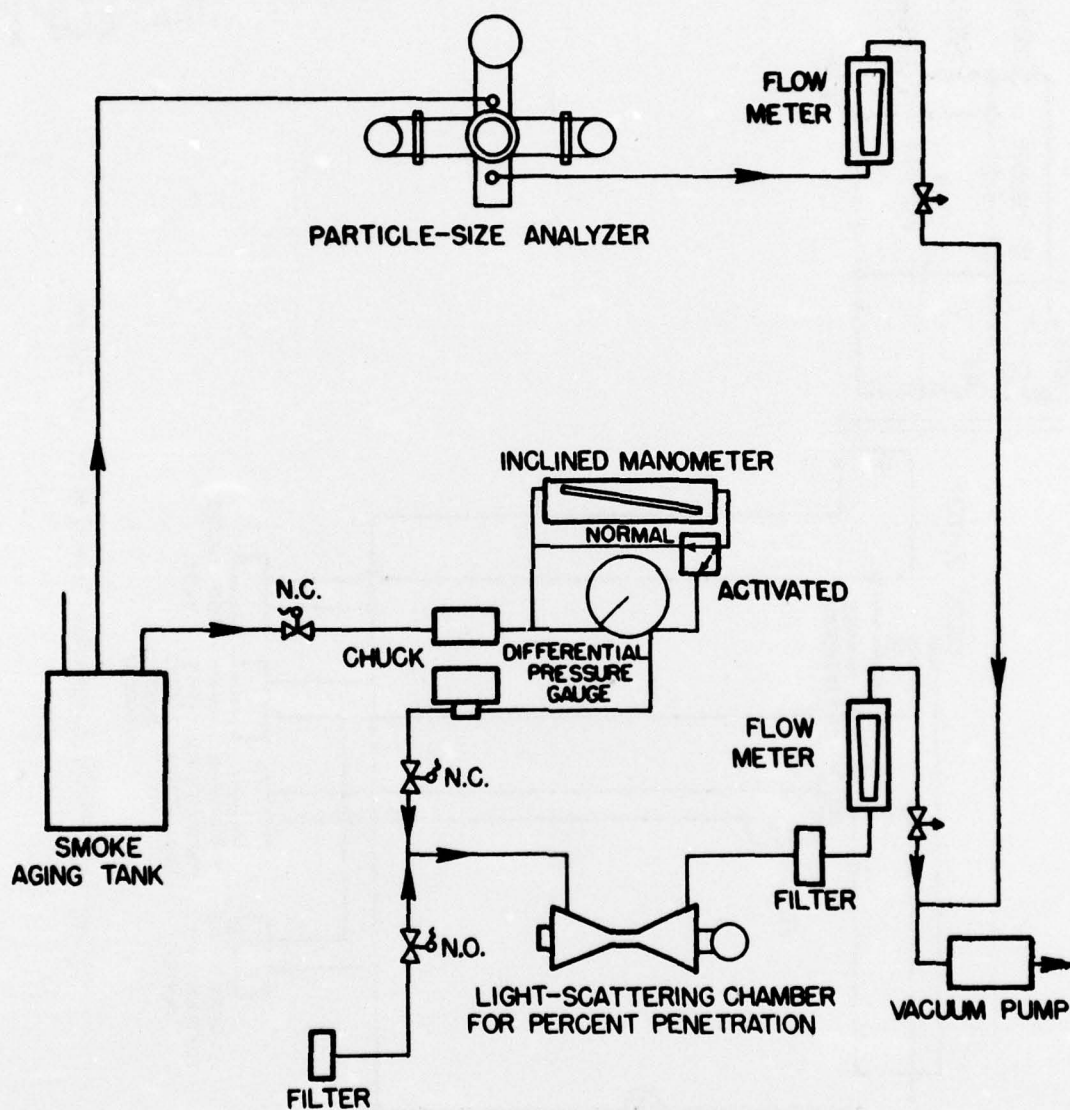 FLOW
METER
PARTICLE-SIZE ANALYZER
INCLINED MANOMETER
NORMAL
ACTIVATED
N.C.
CHUCK
DIFFERENTIAL
PRESSURE
GAUGE
FLOW
METER
N.C.
SMOKE
AGING TANK
FILTER
N.O.
LIGHT-SCATTERING CHAMBER
FOR PERCENT PENETRATION
VACUUM PUMP
FILTER